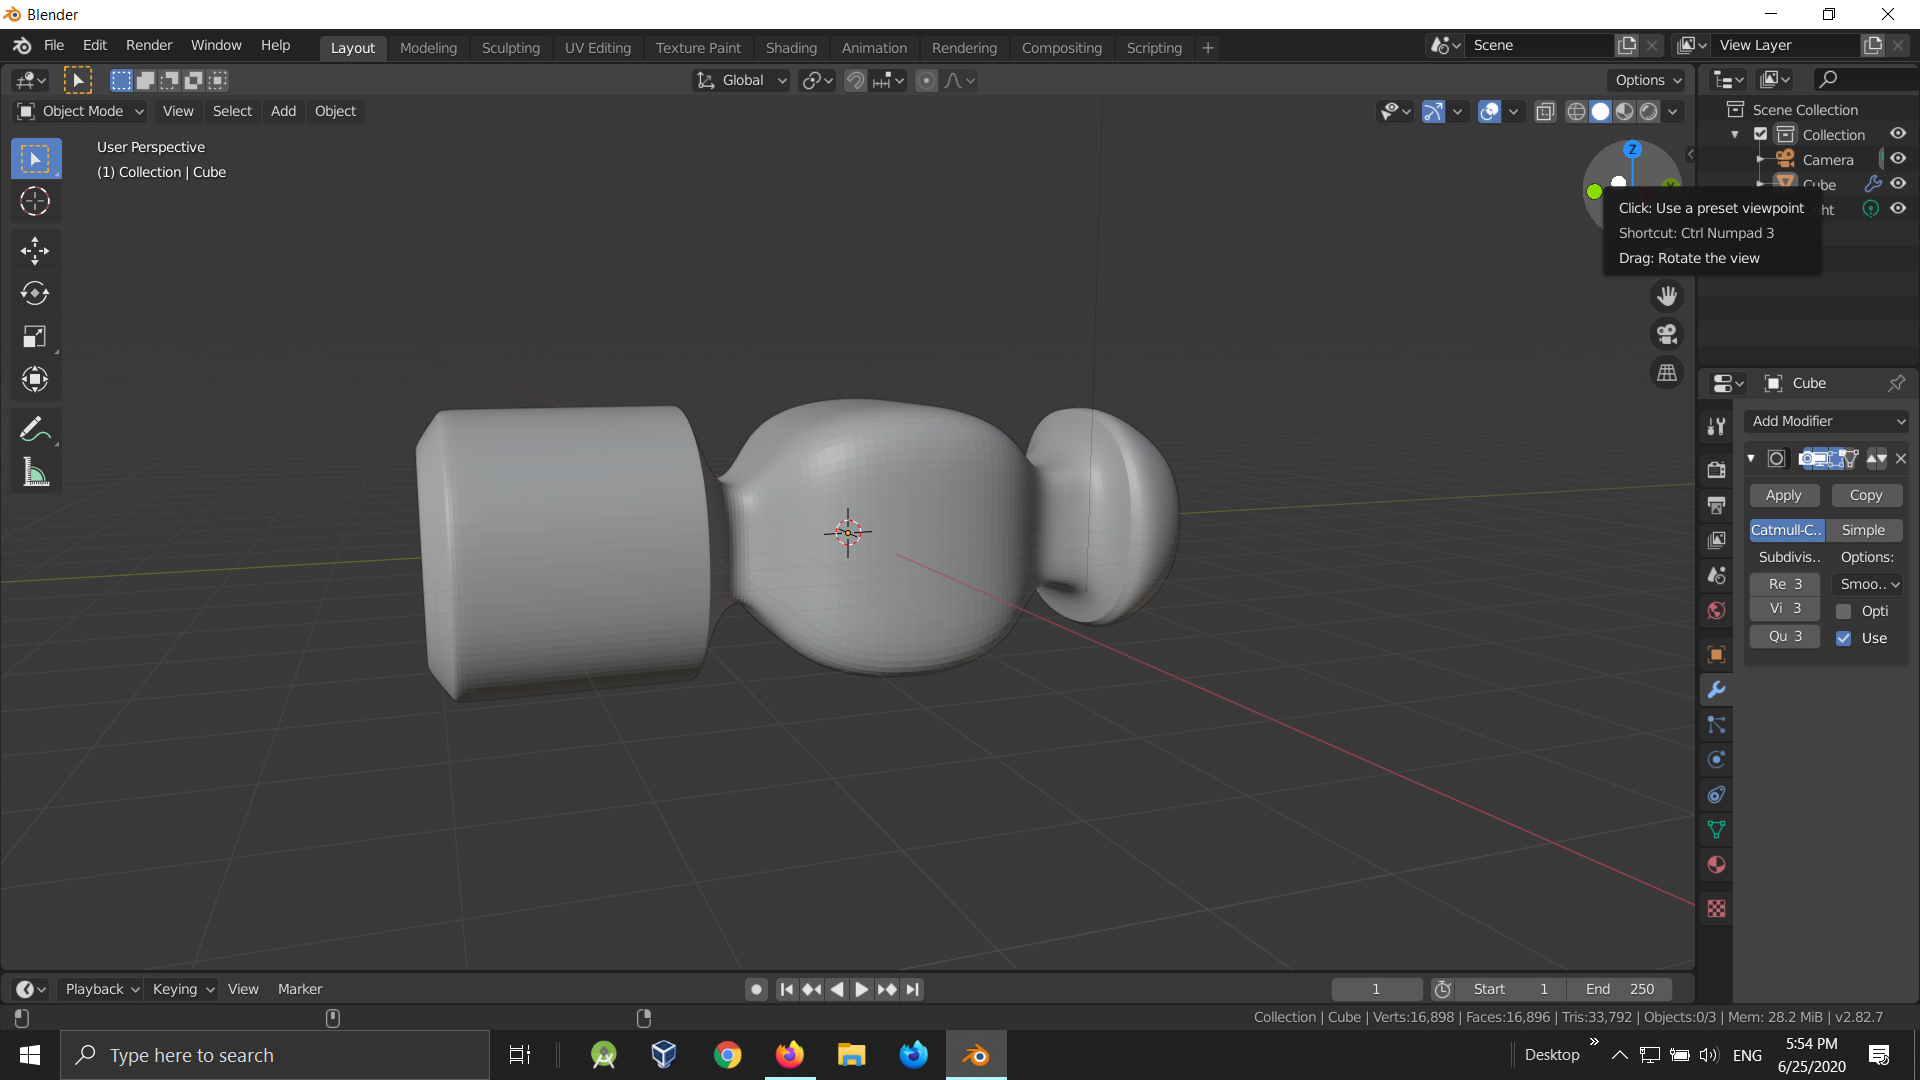 Blender
File Edit Render Window Help Layout Modeling Sculpting UV Editing Texture Paint Shading Animation Rendering Compositing Scripting + Scene View Layer
Global Options
Object Mode View Select Add Object
User Perspective
(1) Collection | Cube
Z
Y
Scene Collection
Collection
Camera
Cube
Click: Use a preset viewpoint
Shortcut: Ctrl Numpad 3
Drag: Rotate the view
Cube
Add Modifier
Apply Copy
Catmull-C.. Simple
Subdivis.. Options:
Re 3 Smoo..
Vi 3 Opti
Qu 3 Use
Playback Keying View Marker 1 Start 1 End 250
Collection | Cube | Verts:16,898 | Faces:16,896 | Tris:33,792 | Objects:0/3 | Mem: 28.2 MiB | v2.82.7
Type here to search
Desktop » ENG
5:54 PM
6/25/2020